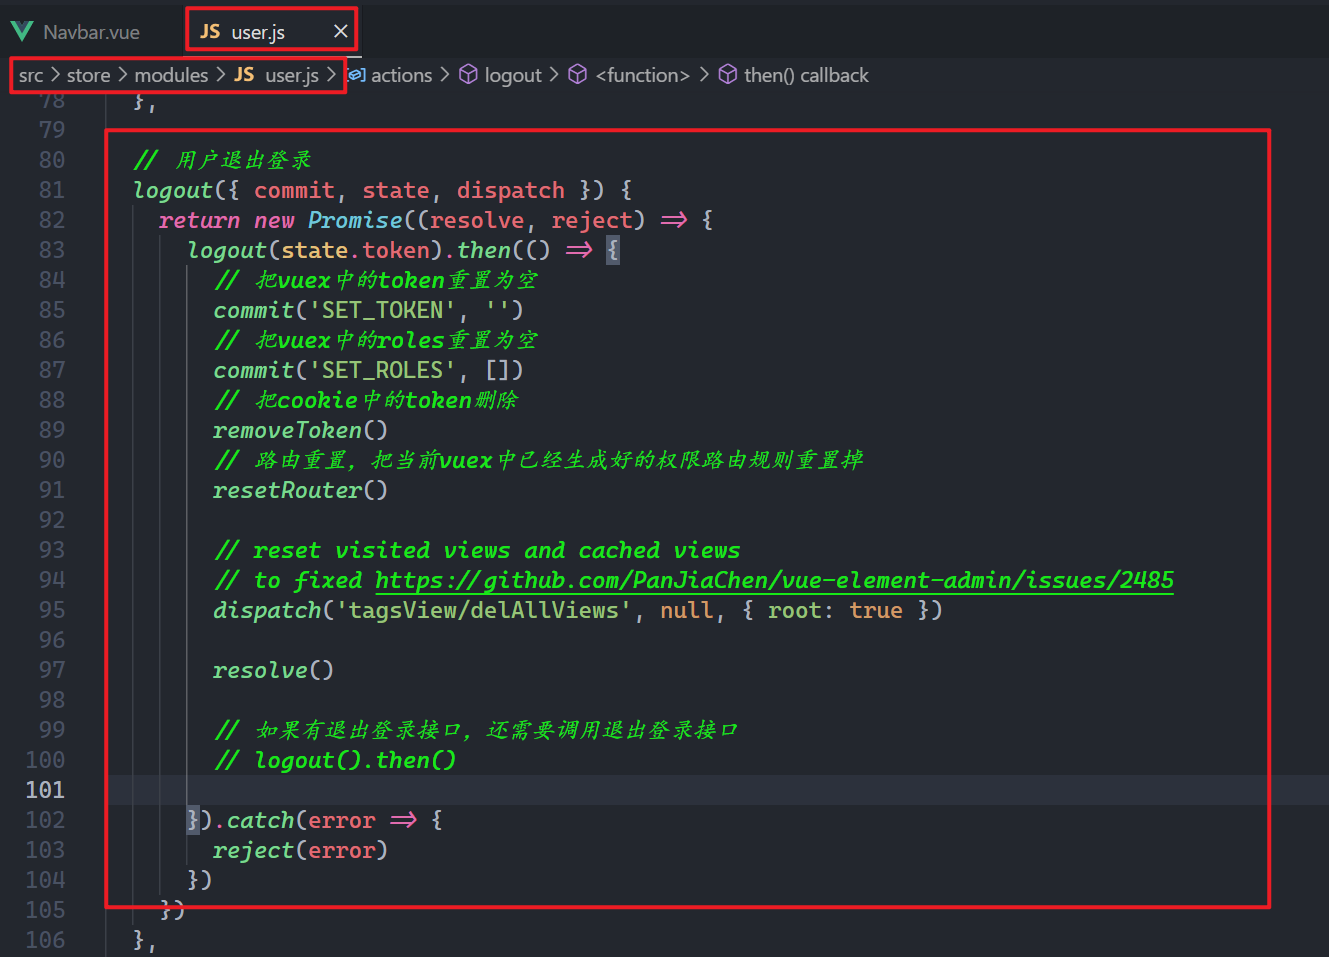 Navbar.vue JS user.js ×
src > store > modules > JS user.js > actions > logout > <function> > then() callback
78 },
79
80 // 用户退出登录
81 logout({ commit, state, dispatch }) {
82 return new Promise((resolve, reject) => {
83 logout(state.token).then(() => {
84 // 把vuex中的token重置为空
85 commit('SET_TOKEN', '')
86 // 把vuex中的roles重置为空
87 commit('SET_ROLES', [])
88 // 把cookie中的token删除
89 removeToken()
90 // 路由重置, 把当前vuex中已经生成好的权限路由规则重置掉
91 resetRouter()
92
93 // reset visited views and cached views
94 // to fixed https://github.com/PanJiaChen/vue-element-admin/issues/2485
95 dispatch('tagsView/delAllViews', null, { root: true })
96
97 resolve()
98
99 // 如果有退出登录接口, 还需要调用退出登录接口
100 // logout().then()
101
102 }).catch(error => {
103 reject(error)
104 })
105 })
106 },